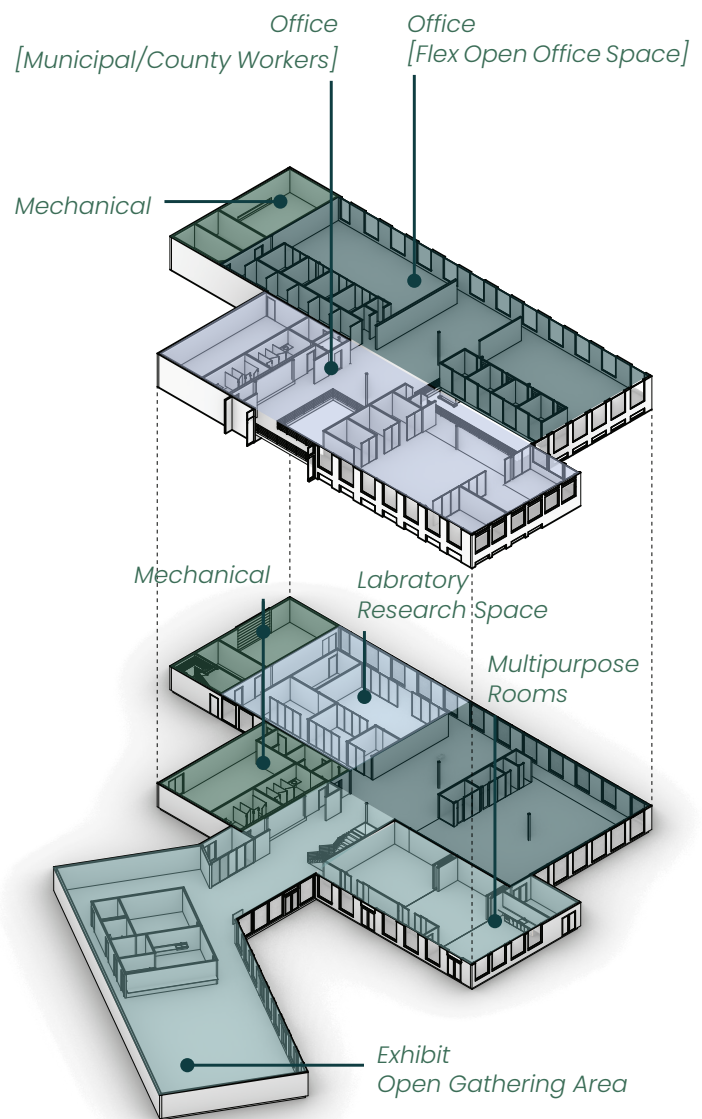 Office
[Municipal/County Workers]
Office
[Flex Open Office Space]
Mechanical
Mechanical
Labratory
Research Space
Multipurpose
Rooms
Exhibit
Open Gathering Area